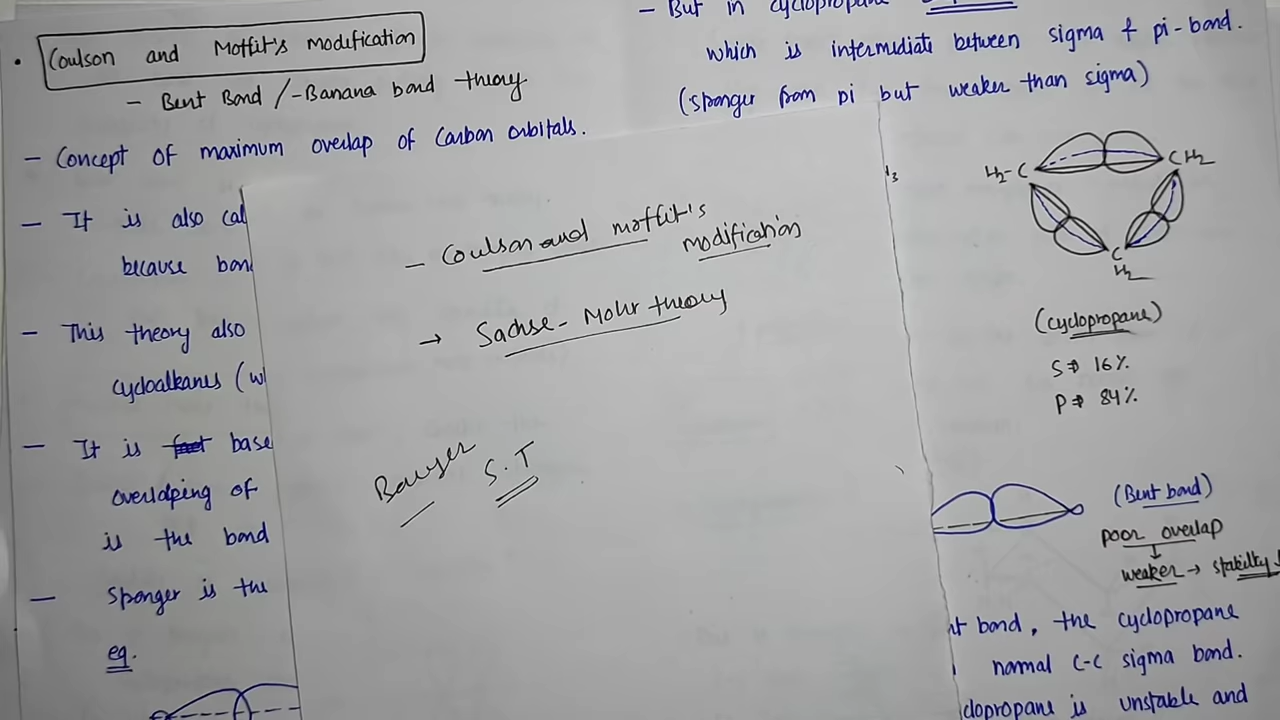 • Coulson and Moffit's modification
- Bent Bond /-Banana bond theory
- Concept of maximum overlap of Carbon orbitals.
- It is also cal
because bon
- This theory also
cycloalkanes (w
- It is base
overlaping of
is the bond
- Stronger is the
eg.
- Coulson and moffit's
modification
→ Sachse-Mohr theory
S.T
- But in cyclopropane
which is intermediate between sigma & pi-bond.
(stronger from pi but weaker than sigma)
H₂-C CH₂
C
H₂
(cyclopropane)
S ⇒ 16%
P ⇒ 84%
(Bent bond)
poor overlap
↓
weaker → stability ↓
nt bond, the cyclopropane
normal C-C sigma bond.
clopropane is unstable and